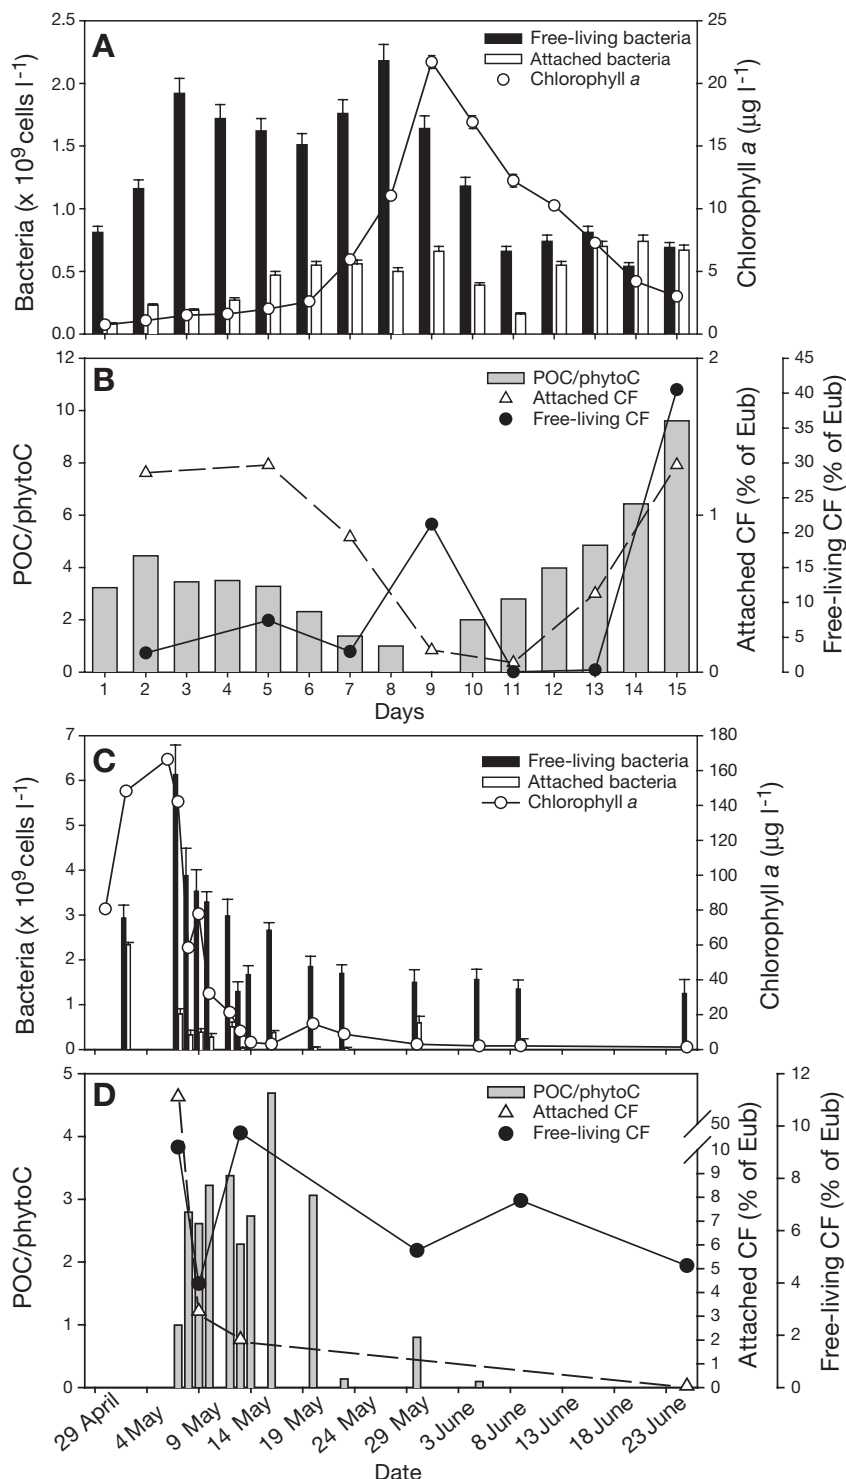 A
Free-living bacteria
Attached bacteria
Chlorophyll a
Bacteria (x 10⁹ cells l⁻¹)
2.5
2.0
1.5
1.0
0.5
0.0
Chlorophyll a (µg l⁻¹)
25
20
15
10
5
0
B
POC/phytoC
Attached CF
Free-living CF
POC/phytoC
12
10
8
6
4
2
0
Attached CF (% of Eub)
2
1
0
Free-living CF (% of Eub)
45
40
35
30
25
20
15
10
5
0
1 2 3 4 5 6 7 8 9 10 11 12 13 14 15
Days
C
Free-living bacteria
Attached bacteria
Chlorophyll a
Bacteria (x 10⁹ cells l⁻¹)
7
6
5
4
3
2
1
0
Chlorophyll a (µg l⁻¹)
180
160
140
120
100
80
60
40
20
0
D
POC/phytoC
Attached CF
Free-living CF
POC/phytoC
5
4
3
2
1
0
Attached CF (% of Eub)
50
10
9
8
7
6
5
4
3
2
1
0
Free-living CF (% of Eub)
12
10
8
6
4
2
0
29 April 4 May 9 May 14 May 19 May 24 May 29 May 3 June 8 June 13 June 18 June 23 June
Date